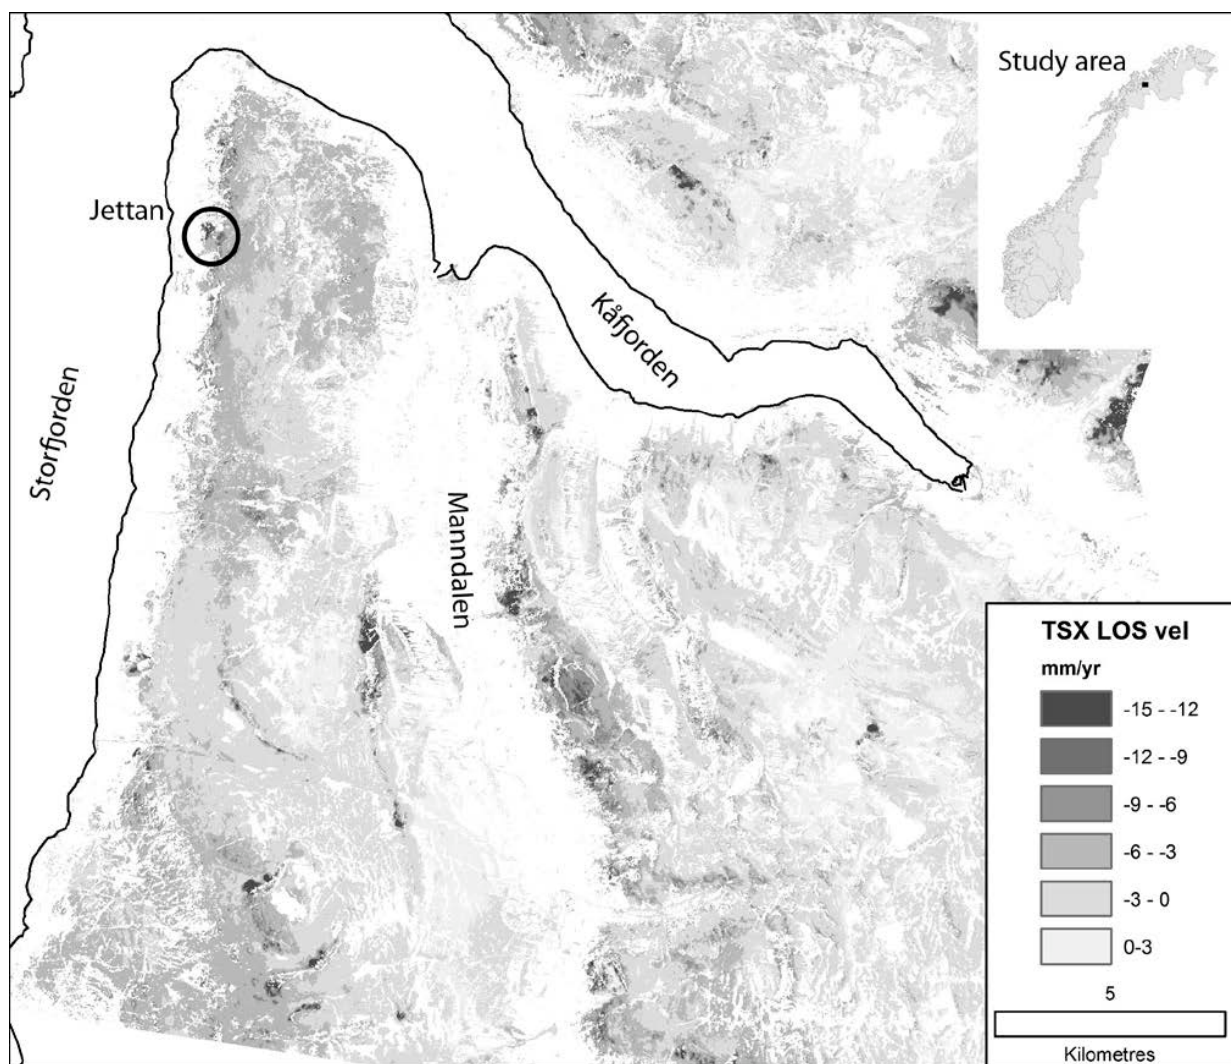 Study area
Jettan
Kåfjorden
Storfjorden
Manndalen
TSX LOS vel
mm/yr
-15 - -12
-12 - -9
-9 - -6
-6 - -3
-3 - 0
0-3
5
Kilometres